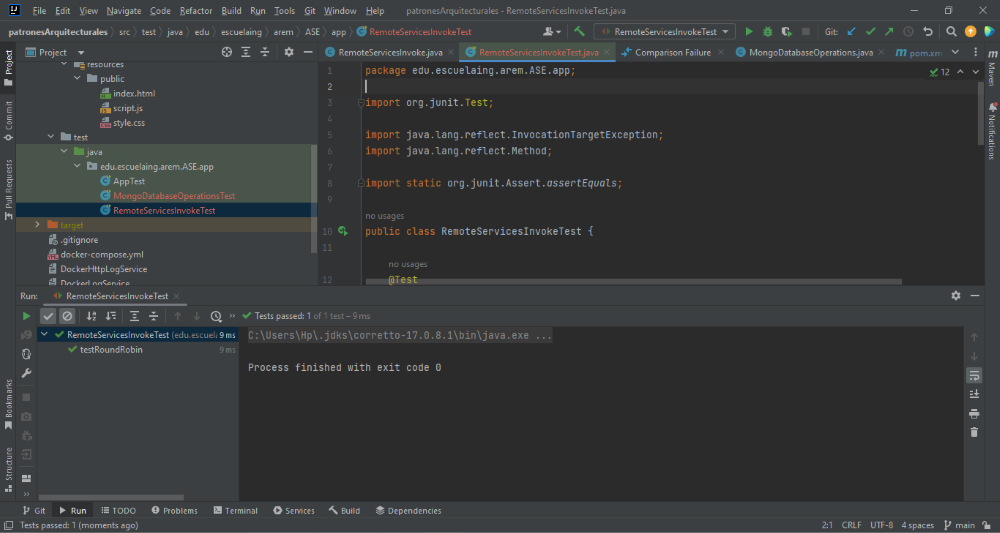 File Edit View Navigate Code Refactor Build Run Tools Git Window Help patronesArquitecturales - RemoteServicesInvokeTest.java
patronesArquitecturales src test java edu escuelaing arem ASE app RemoteServicesInvokeTest RemoteServicesInvokeTest Git:
Project
RemoteServicesInvoke.java RemoteServicesInvokeTest.java Comparison Failure MongoDatabaseOperations.java pom.xm
resources
public
index.html
script.js
style.css
test
java
edu.escuelaing.arem.ASE.app
AppTest
MongoDatabaseOperationsTest
RemoteServicesInvokeTest
target
.gitignore
docker-compose.yml
DockerHttpLogService
DockerLogService
1 package edu.escuelaing.arem.ASE.app;
12
2
3 import org.junit.Test;
4
5 import java.lang.reflect.InvocationTargetException;
6 import java.lang.reflect.Method;
7
8 import static org.junit.Assert.assertEquals;
9
no usages
10 public class RemoteServicesInvokeTest {
11
no usages
12 @Test
Project
Commit
Pull Requests
Bookmarks
Structure
Maven
Notifications
Run: RemoteServicesInvokeTest
Tests passed: 1 of 1 test – 9 ms
RemoteServicesInvokeTest (edu.escuel 9 ms
testRoundRobin 9 ms
C:\Users\Hp\.jdks\corretto-17.0.8.1\bin\java.exe ...
Process finished with exit code 0
Git Run TODO Problems Terminal Services Build Dependencies
Tests passed: 1 (moments ago) 2:1 CRLF UTF-8 4 spaces main